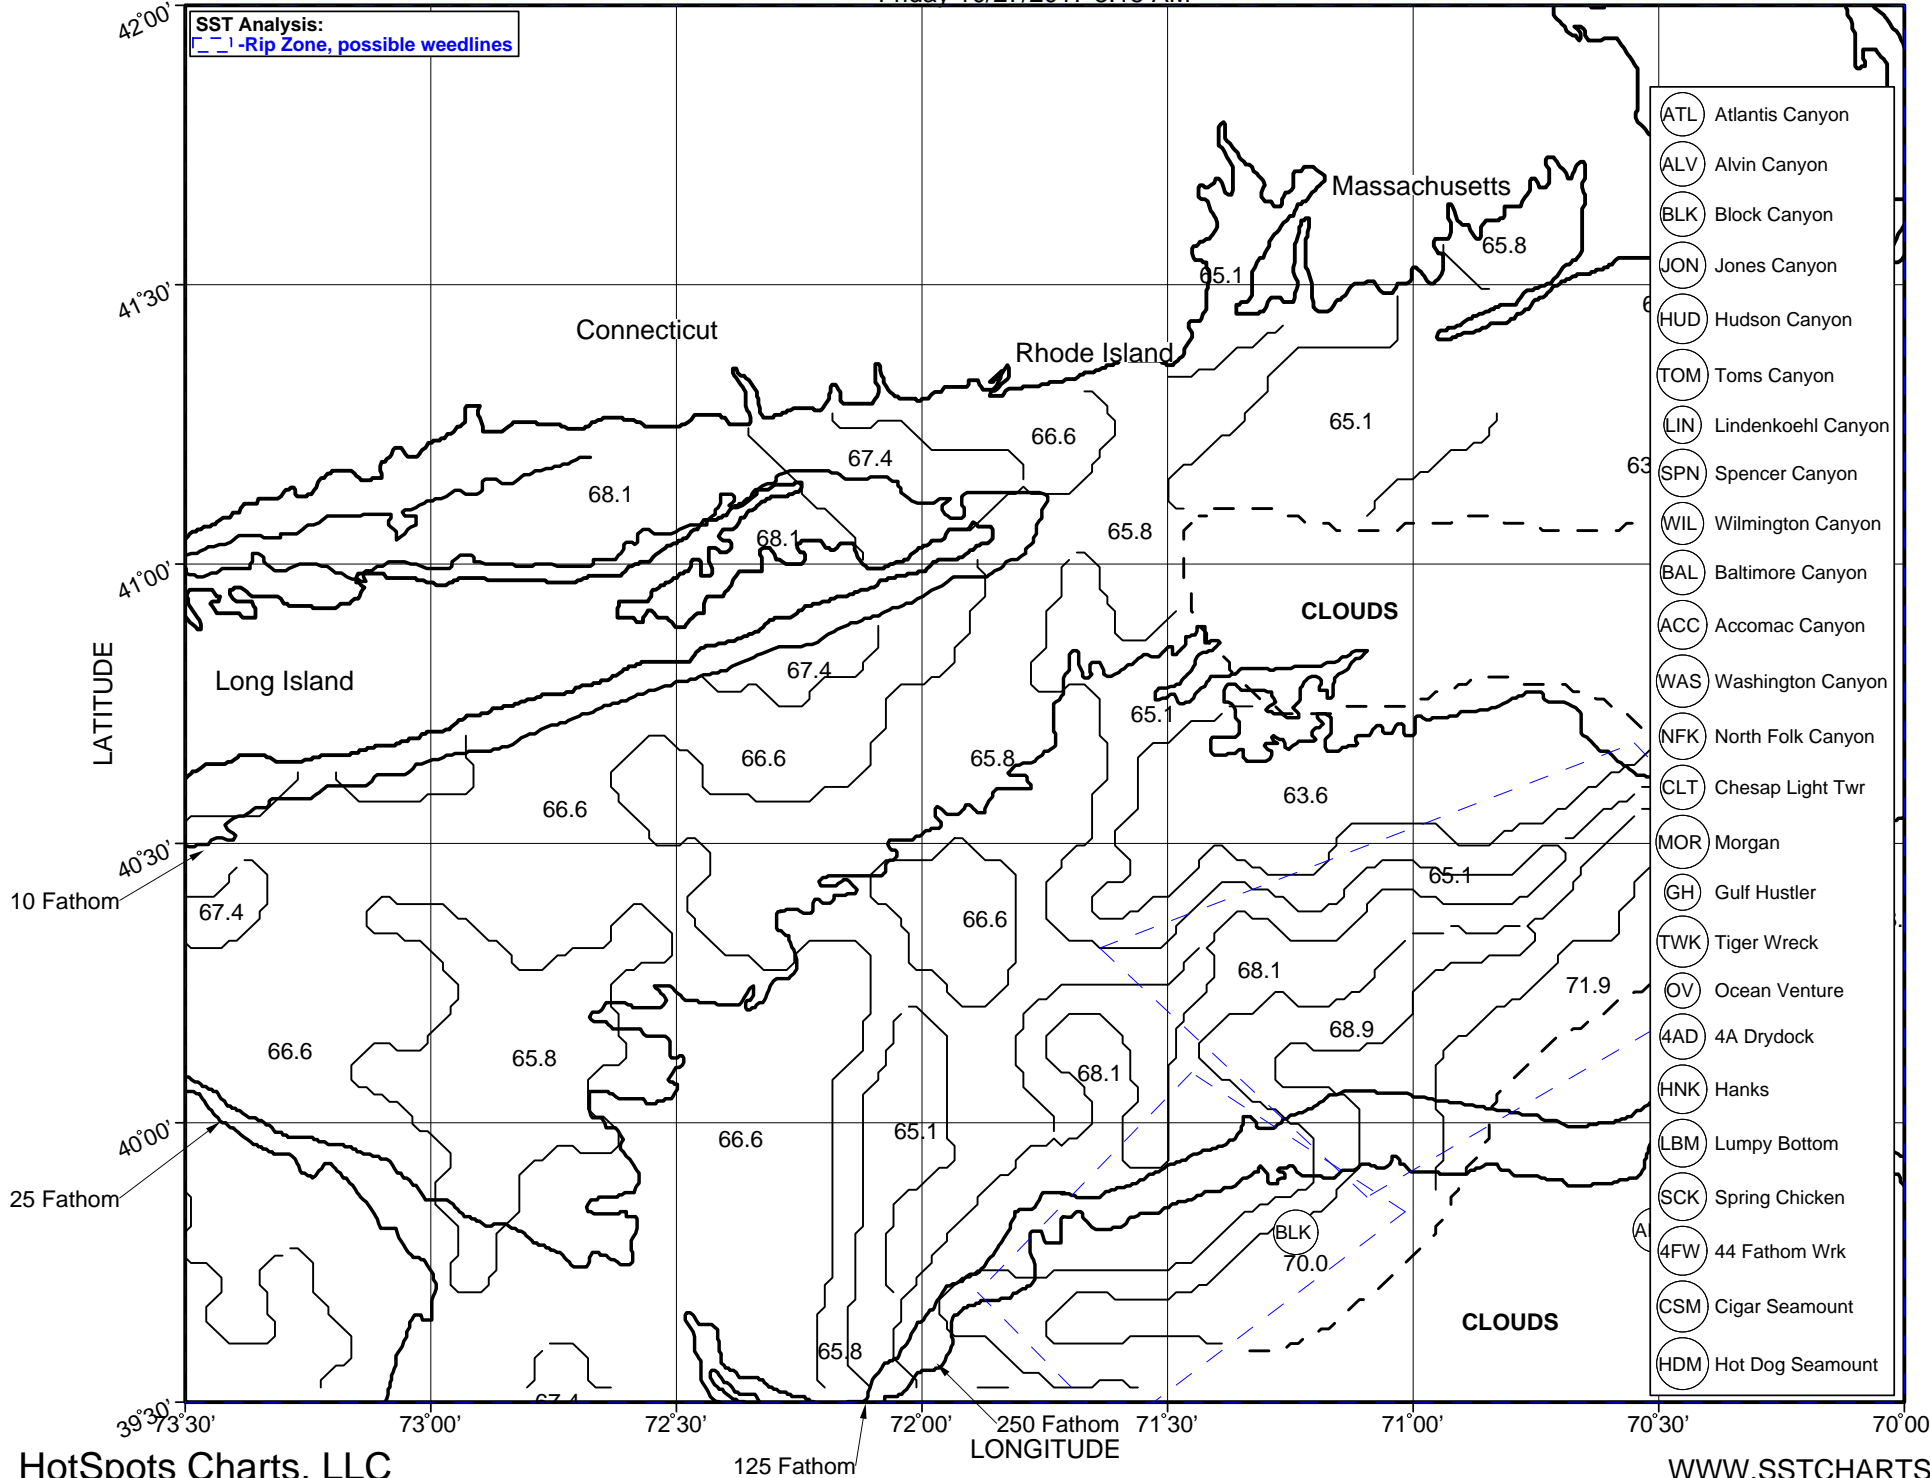 42°00'
SST Analysis:
-Rip Zone, possible weedlines
ATL Atlantis Canyon
ALV Alvin Canyon
Massachusetts
BLK Block Canyon
65.8
JON Jones Canyon
65.1
41°30'
HUD Hudson Canyon
Connecticut
Rhode Island
TOM Toms Canyon
65.1
LIN Lindenkoehl Canyon
66.6
67.4
63
SPN Spencer Canyon
68.1
WIL Wilmington Canyon
65.8
68.1
41°00'
BAL Baltimore Canyon
CLOUDS
ACC Accomac Canyon
67.4
Long Island
WAS Washington Canyon
LATITUDE
65.1
NFK North Folk Canyon
66.6
65.8
CLT Chesap Light Twr
63.6
66.6
MOR Morgan
40°30'
65.1
GH Gulf Hustler
10 Fathom
67.4
66.6
TWK Tiger Wreck
68.1
71.9
OV Ocean Venture
68.9
4AD 4A Drydock
66.6
65.8
68.1
HNK Hanks
40°00'
66.6
65.1
LBM Lumpy Bottom
25 Fathom
SCK Spring Chicken
BLK
4FW 44 Fathom Wrk
70.0
CSM Cigar Seamount
CLOUDS
65.8
HDM Hot Dog Seamount
67.4
39°30'
73°30' 73°00' 72°30' 72°00' 250 Fathom 71°30' 71°00' 70°30' 70°00'
LONGITUDE
125 Fathom
HotSpots Charts, LLC
WWW.SSTCHARTS